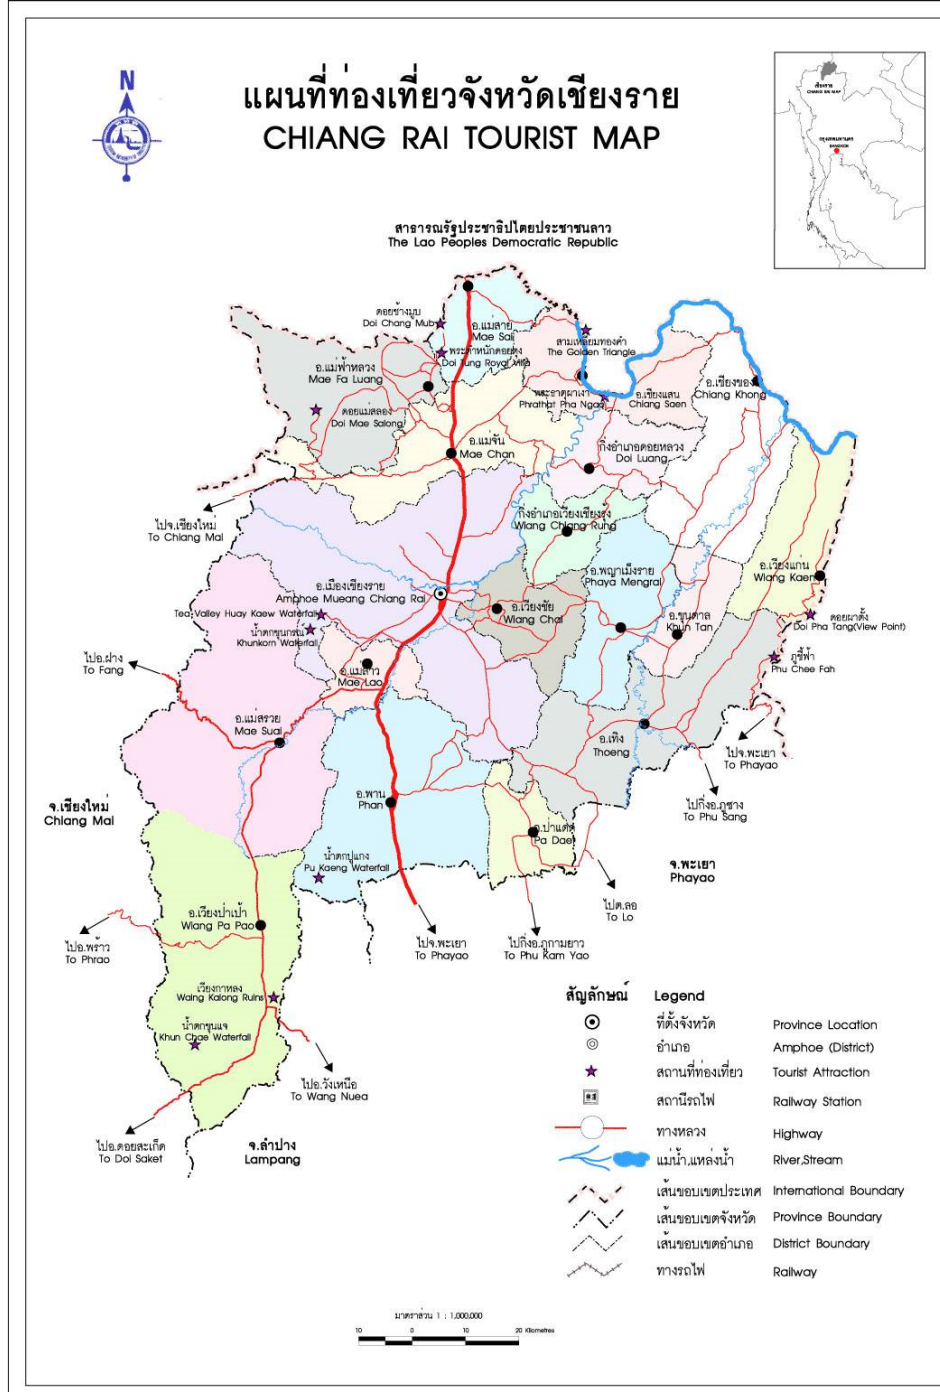 N
แผนที่ท่องเที่ยวจังหวัดเชียงราย
CHIANG RAI TOURIST MAP
เชียงราย
CHIANG RAI MAP
กรุงเทพมหานคร
BANGKOK
สาธารณรัฐประชาธิปไตยประชาชนลาว
The Lao Peoples Democratic Republic
ดอยช้างมูบ
Doi Chang Mub
อ.แม่สาย
Mae Sai
พระตำหนักดอยตุง
Doi Tung Royal Villa
สามเหลี่ยมทองคำ
The Golden Triangle
อ.แม่ฟ้าหลวง
Mae Fa Luang
พระธาตุผาเงา
Phrathat Pha Ngao
อ.เชียงแสน
Chiang Saen
อ.เชียงของ
Chiang Khong
ดอยแม่สลอง
Doi Mae Salong
อ.แม่จัน
Mae Chan
กิ่งอำเภอดอยหลวง
Doi Luang
ไปจ.เชียงใหม่
To Chiang Mai
กิ่งอำเภอเวียงเชียงรุ้ง
Wiang Chiang Rung
อ.พญาเม็งราย
Phaya Mengrai
อ.เวียงแก่น
Wiang Kaen
อ.เมืองเชียงราย
Amphoe Mueang Chiang Rai
อ.เวียงชัย
Wiang Chai
อ.ขุนตาล
Khun Tan
Tea Valley Huay Kaew Waterfall
น้ำตกขุนกรณ์
Khunkorn Waterfall
ดอยผาตั้ง
Doi Pha Tang(View Point)
ภูชี้ฟ้า
Phu Chee Fah
ไปอ.ฝาง
To Fang
อ.แม่ลาว
Mae Lao
อ.แม่สรวย
Mae Suai
อ.เทิง
Thoeng
ไปจ.พะเยา
To Phayao
จ.เชียงใหม่
Chiang Mai
อ.พาน
Phan
ไปกิ่งอ.ภูซาง
To Phu Sang
อ.ป่าแดด
Pa Dae
น้ำตกปูแกง
Pu Kaeng Waterfall
จ.พะเยา
Phayao
ไปต.ลอ
To Lo
อ.เวียงป่าเป้า
Wiang Pa Pao
ไปอ.พร้าว
To Phrao
ไปจ.พะเยา
To Phayao
ไปกิ่งอ.ภูกามยาว
To Phu Kam Yao
เวียงกาหลง
Waing Kalong Ruins
น้ำตกขุนแจ
Khun Chae Waterfall
ไปอ.วังเหนือ
To Wang Nuea
ไปอ.ดอยสะเก็ด
To Doi Saket
จ.ลำปาง
Lampang
สัญลักษณ์ Legend
ที่ตั้งจังหวัด Province Location
อำเภอ Amphoe (District)
สถานที่ท่องเที่ยว Tourist Attraction
สถานีรถไฟ Railway Station
ทางหลวง Highway
แม่น้ำ,แหล่งน้ำ River,Stream
เส้นขอบเขตประเทศ International Boundary
เส้นขอบเขตจังหวัด Province Boundary
เส้นขอบเขตอำเภอ District Boundary
ทางรถไฟ Railway
มาตราส่วน 1 : 1,000,000
10 0 10 20 Kilometres